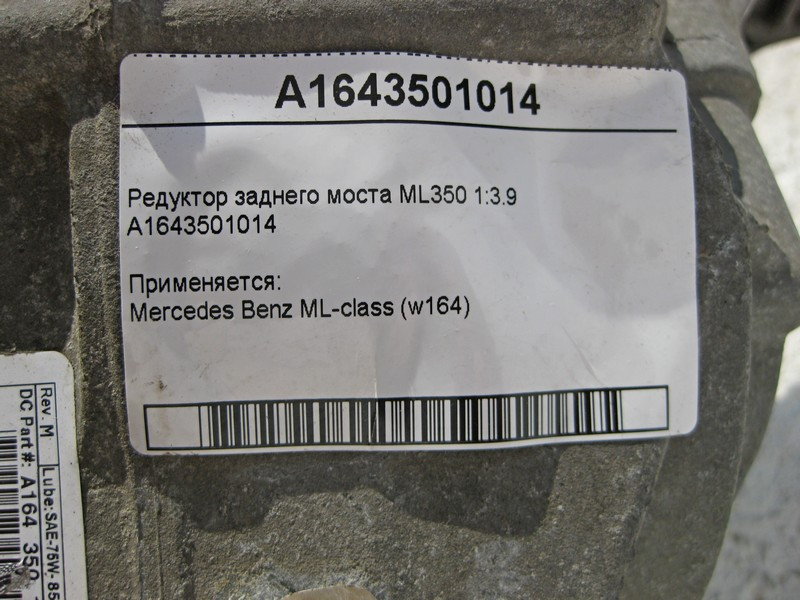 A1643501014
Редуктор заднего моста ML350 1:3.9
A1643501014
Применяется:
Mercedes Benz ML-class (w164)
Rev. M Lube:SAE-75W-85
DC Part#: A164 350